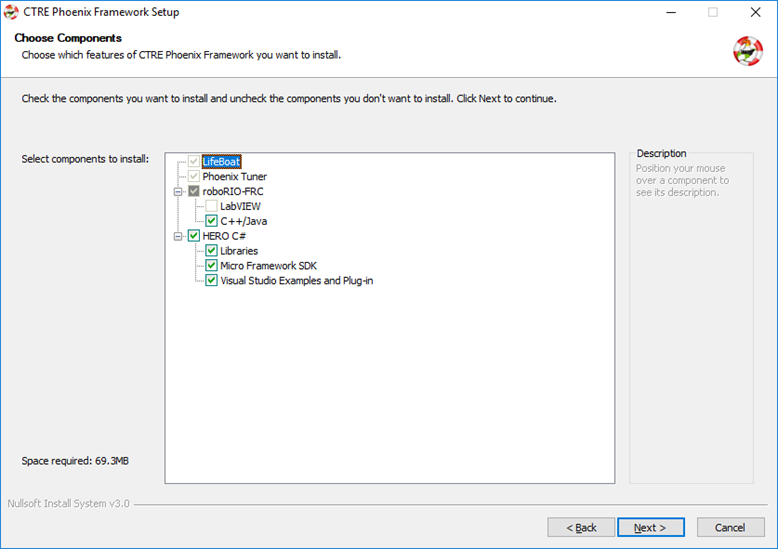 CTRE Phoenix Framework Setup
Choose Components
Choose which features of CTRE Phoenix Framework you want to install.
Check the components you want to install and uncheck the components you don't want to install. Click Next to continue.
Select components to install:
LifeBoat
Phoenix Tuner
roboRIO-FRC
LabVIEW
C++/Java
HERO C#
Libraries
Micro Framework SDK
Visual Studio Examples and Plug-in
Description
Position your mouse
over a component to
see its description.
Space required: 69.3MB
Nullsoft Install System v3.0
< Back
Next >
Cancel